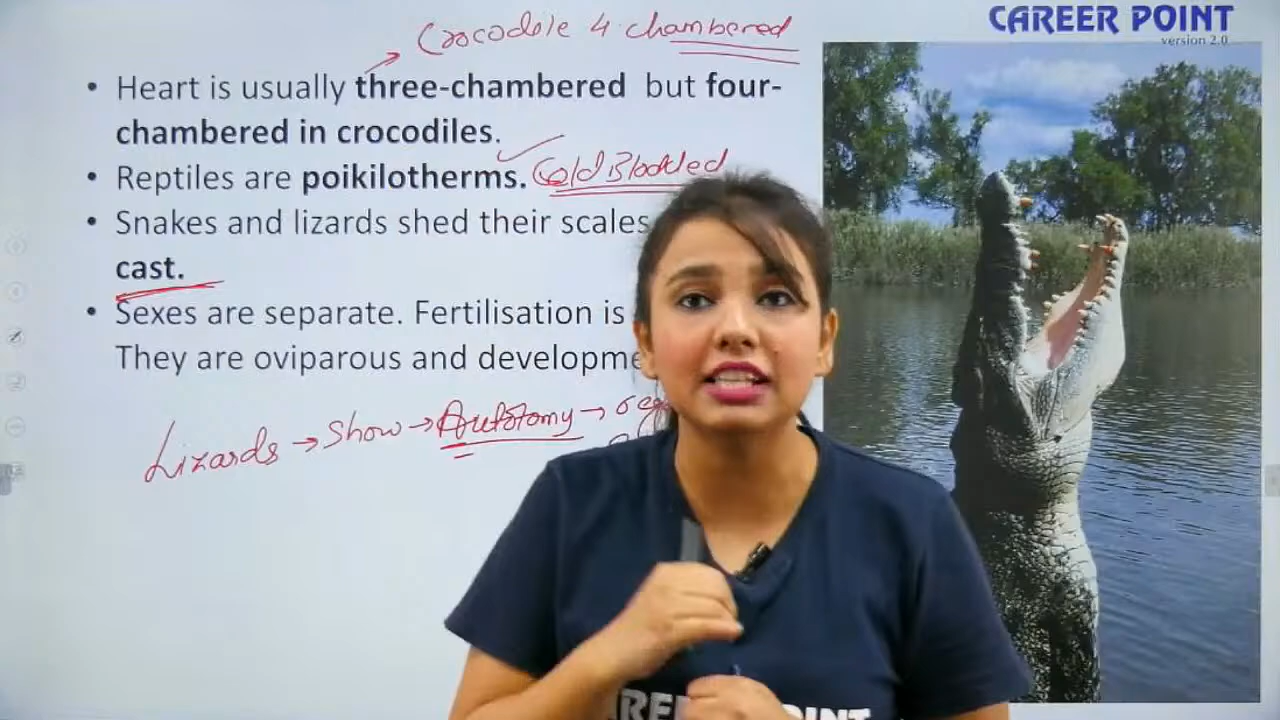 Crocodile 4 chambered
CAREER POINT
version 2.0
• Heart is usually three-chambered but four-
chambered in crocodiles.
• Reptiles are poikilotherms. Cold Blooded
• Snakes and lizards shed their scales
cast.
• Sexes are separate. Fertilisation is
They are oviparous and developme
Lizards → Show → Autotomy →